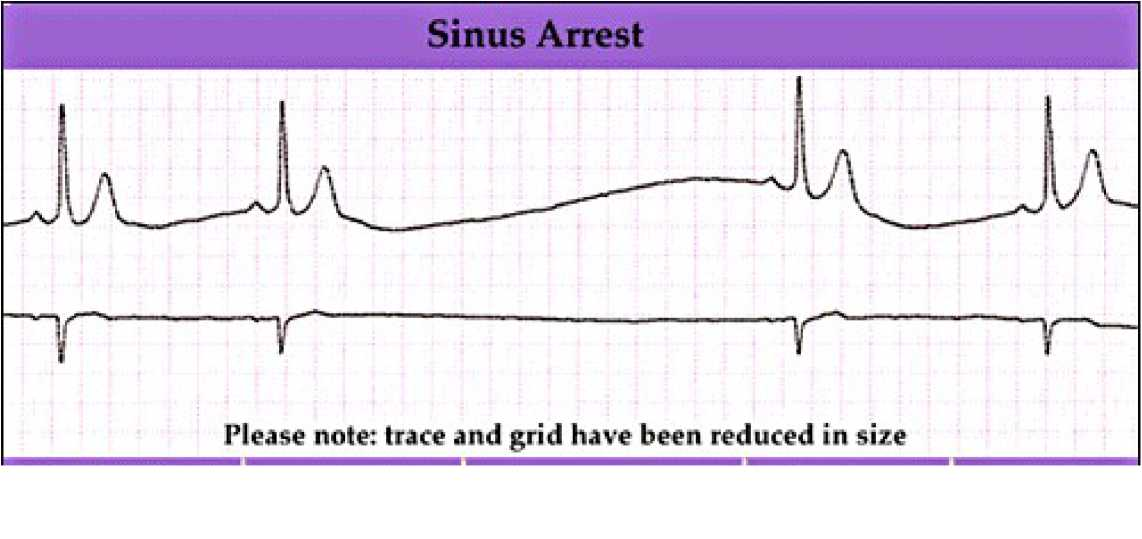 Sinus Arrest
Please note: trace and grid have been reduced in size